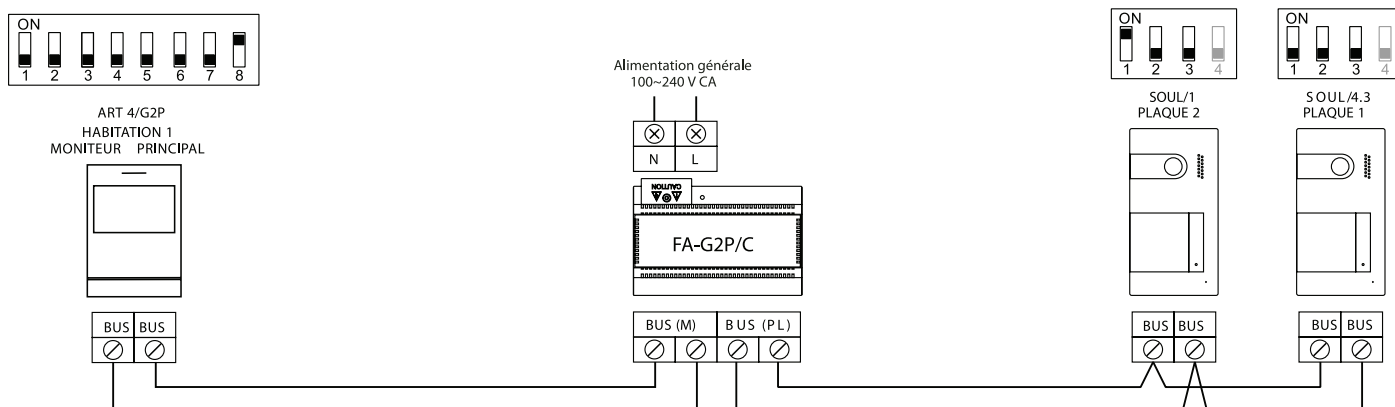 ON
1 2 3 4 5 6 7 8
ART 4/G2P
HABITATION 1
MONITEUR PRINCIPAL
BUS BUS
Alimentation générale
100~240 V CA
N L
CAUTION
FA-G2P/C
BUS (M) BUS (PL)
ON
1 2 3 4
SOUL/1
PLAQUE 2
BUS BUS
ON
1 2 3 4
SOUL/4.3
PLAQUE 1
BUS BUS